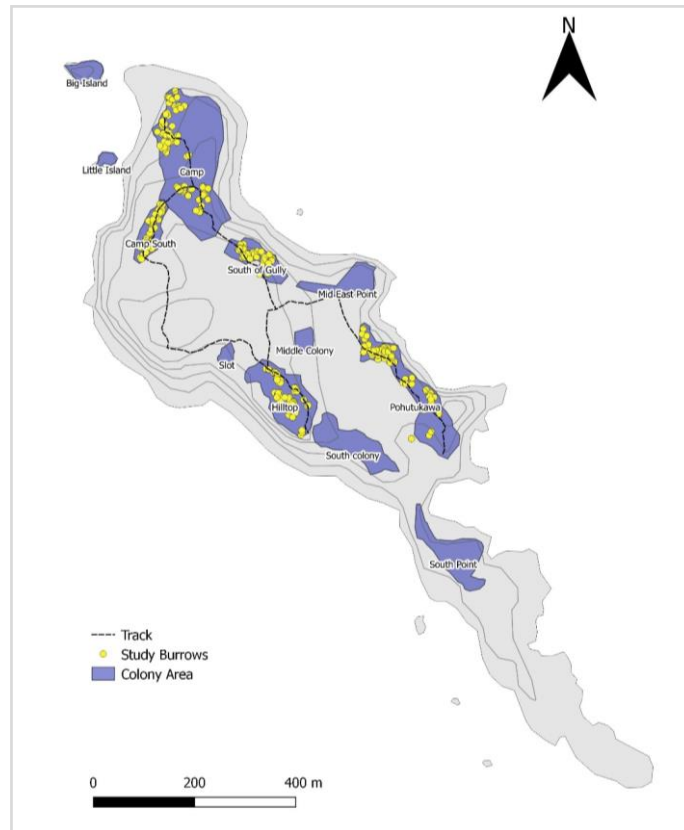 N
Big Island
Little Island
Camp
Camp South
South of Gully
Mid East Point
Middle Colony
Slot
Hilltop
Pohutukawa
South colony
South Point
Track
Study Burrows
Colony Area
0 200 400 m